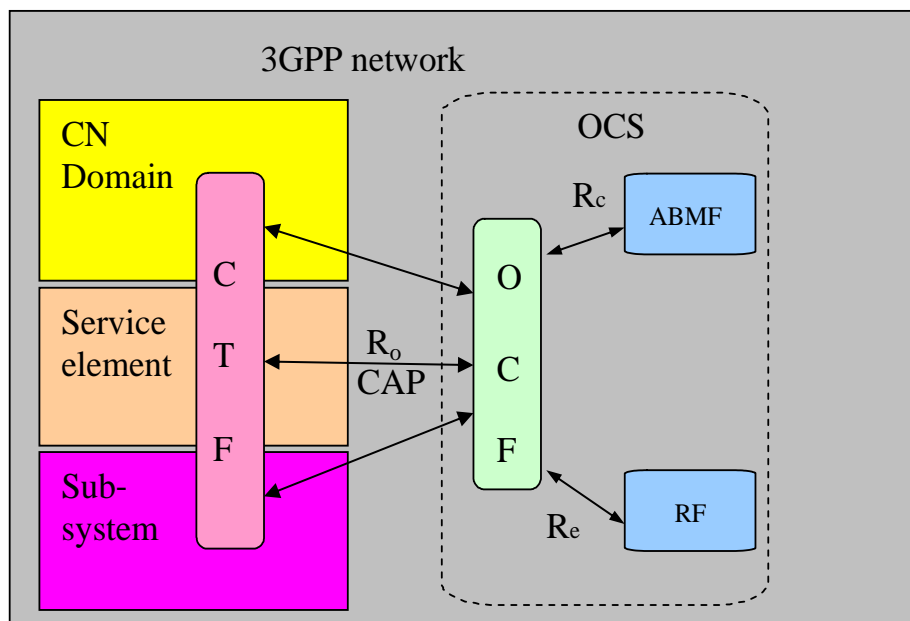 3GPP network
CN
Domain
Service
element
Sub-
system
C
T
F
Ro
CAP
OCS
O
C
F
Rc
ABMF
Re
RF